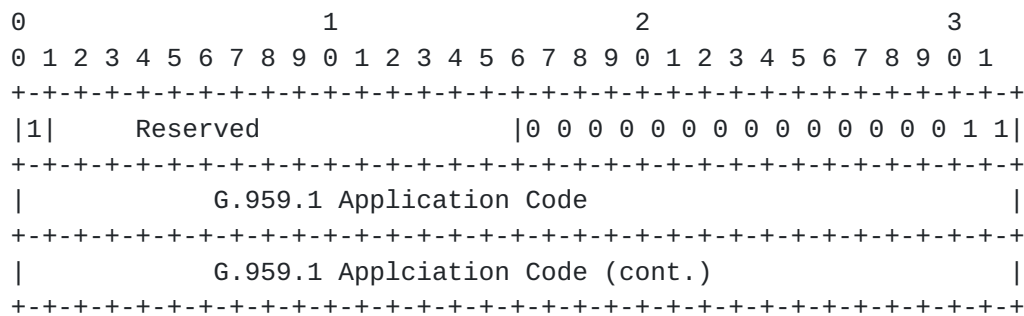 0                   1                   2                   3
0 1 2 3 4 5 6 7 8 9 0 1 2 3 4 5 6 7 8 9 0 1 2 3 4 5 6 7 8 9 0 1
+-+-+-+-+-+-+-+-+-+-+-+-+-+-+-+-+-+-+-+-+-+-+-+-+-+-+-+-+-+-+-+-+
|1|     Reserved                |0 0 0 0 0 0 0 0 0 0 0 0 0 0 1 1|
+-+-+-+-+-+-+-+-+-+-+-+-+-+-+-+-+-+-+-+-+-+-+-+-+-+-+-+-+-+-+-+-+
|            G.959.1 Application Code                           |
+-+-+-+-+-+-+-+-+-+-+-+-+-+-+-+-+-+-+-+-+-+-+-+-+-+-+-+-+-+-+-+-+
|            G.959.1 Applciation Code (cont.)                   |
+-+-+-+-+-+-+-+-+-+-+-+-+-+-+-+-+-+-+-+-+-+-+-+-+-+-+-+-+-+-+-+-+